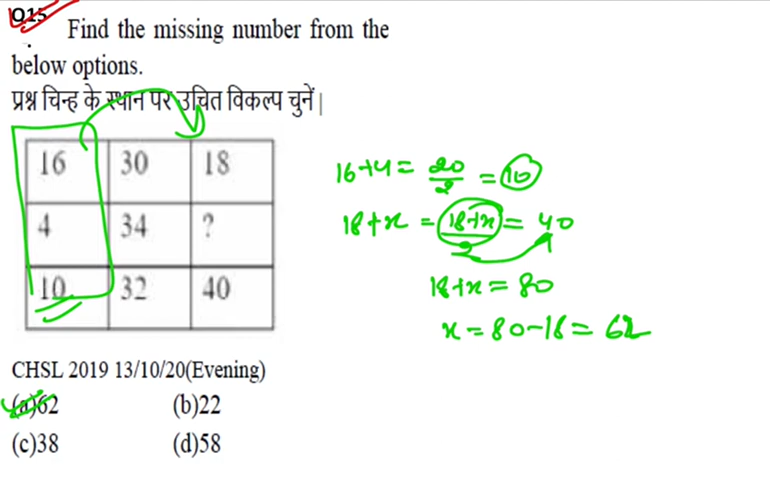 Q15
. Find the missing number from the
below options.
प्रश्न चिन्ह के स्थान पर उचित विकल्प चुनें|
16 30 18
4 34 ?
10 32 40
16+4 = 20/2 = 10
18+x = 18+x/2 = 40
18+x = 80
x = 80-18 = 62
CHSL 2019 13/10/20(Evening)
(a)62 (b)22
(c)38 (d)58